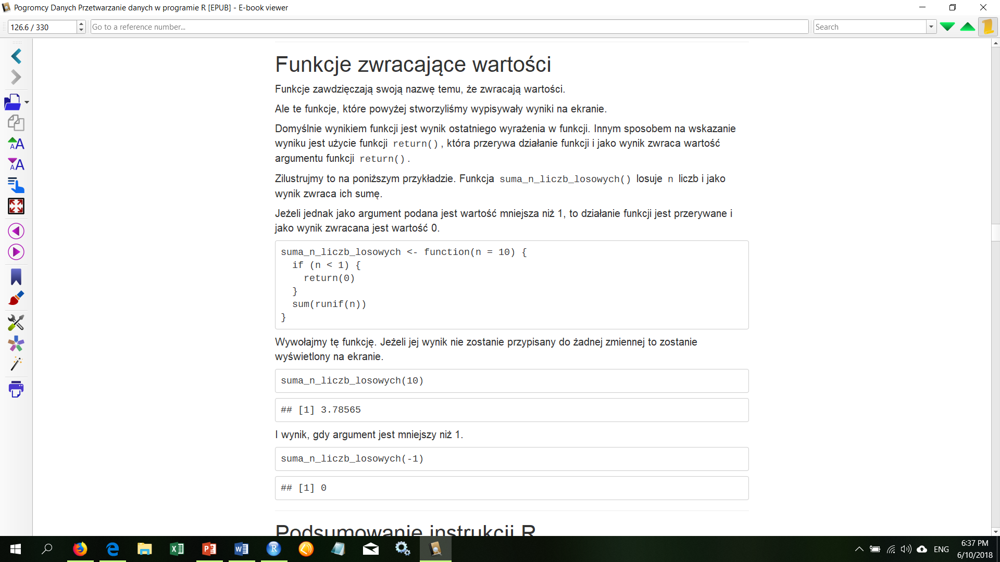 Pogromcy Danych Przetwarzanie danych w programie R [EPUB] - E-book viewer
126.6 / 330
Go to a reference number...
Search
Funkcje zwracające wartości
Funkcje zawdzięczają swoją nazwę temu, że zwracają wartości.
Ale te funkcje, które powyżej stworzyliśmy wypisywały wyniki na ekranie.
Domyślnie wynikiem funkcji jest wynik ostatniego wyrażenia w funkcji. Innym sposobem na wskazanie
wyniku jest użycie funkcji return(), która przerywa działanie funkcji i jako wynik zwraca wartość
argumentu funkcji return().
Zilustrujmy to na poniższym przykładzie. Funkcja suma_n_liczb_losowych() losuje n liczb i jako
wynik zwraca ich sumę.
Jeżeli jednak jako argument podana jest wartość mniejsza niż 1, to działanie funkcji jest przerywane i
jako wynik zwracana jest wartość 0.
suma_n_liczb_losowych <- function(n = 10) {
  if (n < 1) {
    return(0)
  }
  sum(runif(n))
}
Wywołajmy tę funkcję. Jeżeli jej wynik nie zostanie przypisany do żadnej zmiennej to zostanie
wyświetlony na ekranie.
suma_n_liczb_losowych(10)
## [1] 3.78565
I wynik, gdy argument jest mniejszy niż 1.
suma_n_liczb_losowych(-1)
## [1] 0
Podsumowanie instrukcji R
ENG
6:37 PM
6/10/2018